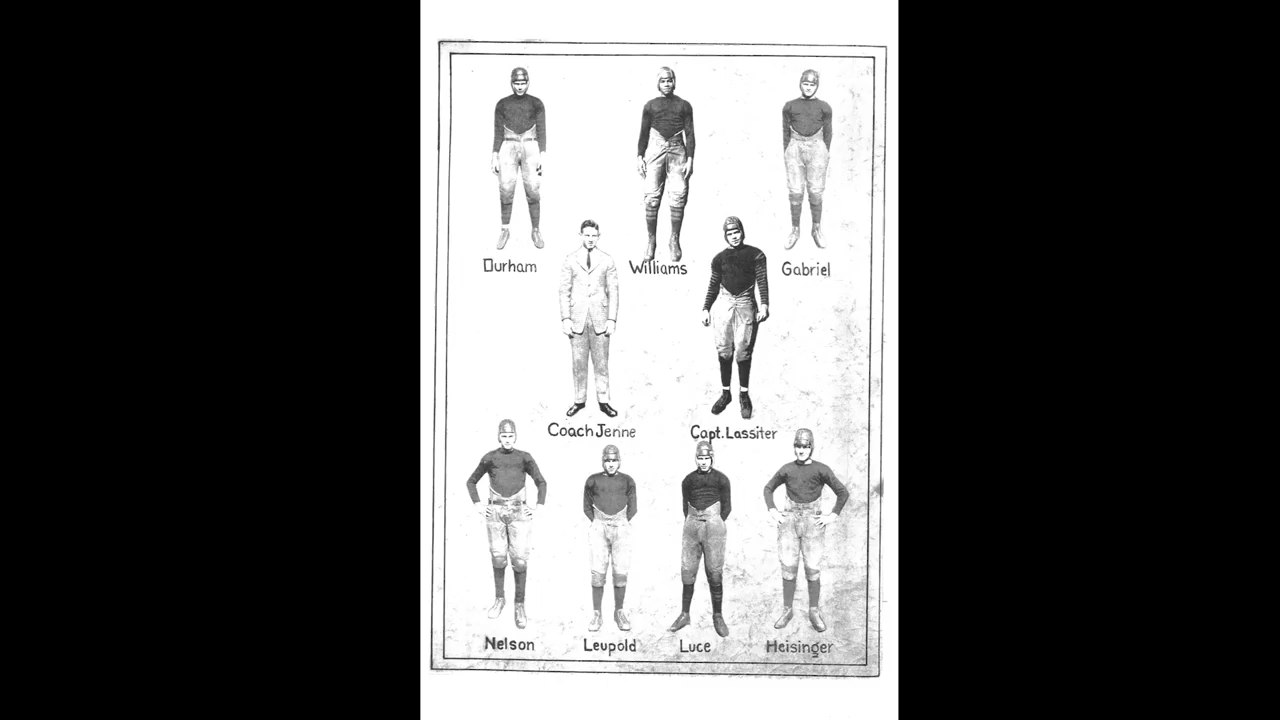 Durham
Williams
Gabriel
Coach Jenne
Capt. Lassiter
Nelson
Leupold
Luce
Heisinger